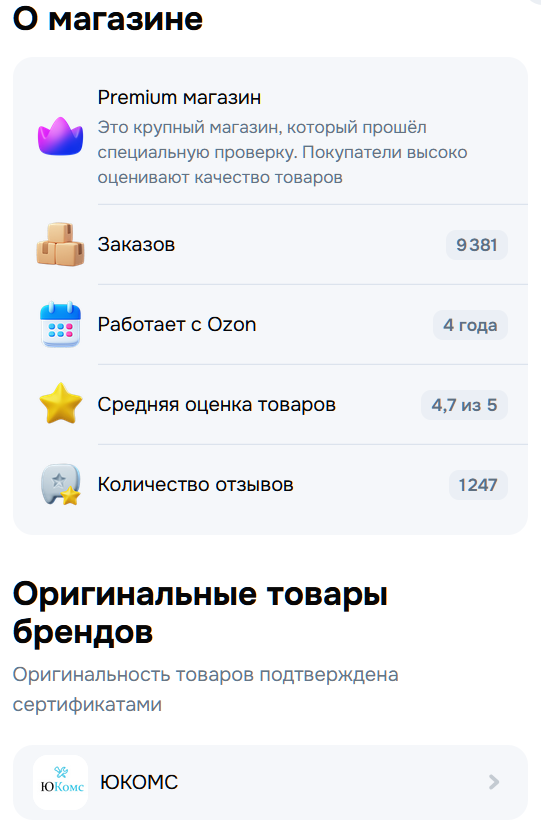 О магазине
Premium магазин
Это крупный магазин, который прошёл
специальную проверку. Покупатели высоко
оценивают качество товаров
Заказов 9 381
Работает с Ozon 4 года
Средняя оценка товаров 4,7 из 5
Количество отзывов 1 247
Оригинальные товары
брендов
Оригинальность товаров подтверждена
сертификатами
ЮКомс ЮКОМС